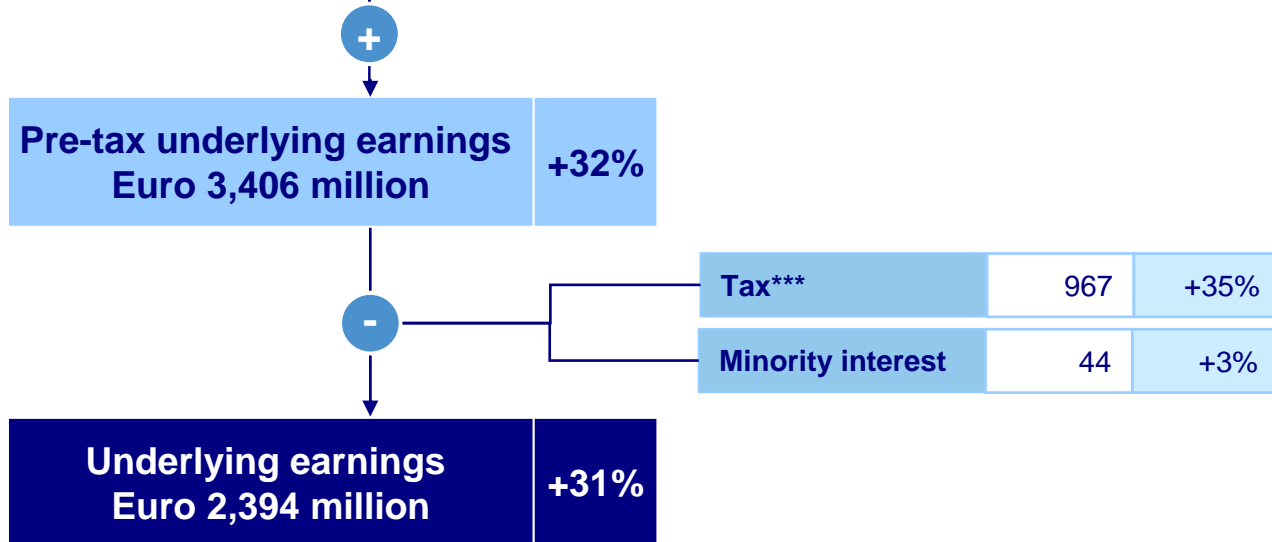 +
Pre-tax underlying earnings
Euro 3,406 million
+32%
Tax*** 967 +35%
-
Minority interest 44 +3%
Underlying earnings
Euro 2,394 million
+31%